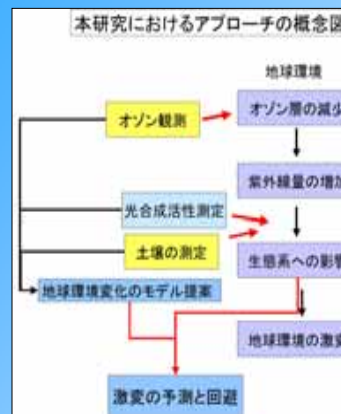 本研究におけるアプローチの概念図
地球環境
オゾン観測
オゾン層の減少
紫外線量の増加
光合成活性測定
土壌の測定
生態系への影響
地球環境変化のモデル提案
地球環境の激変
激変の予測と回避